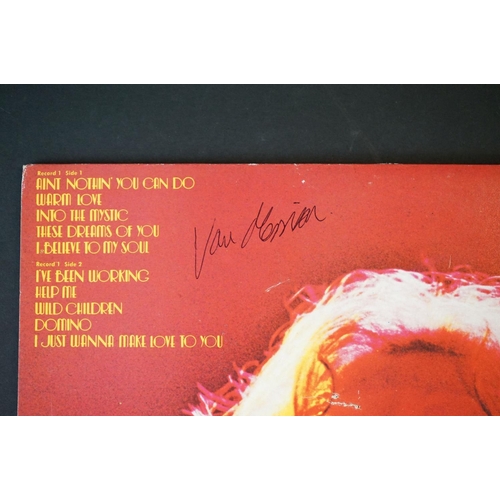 Record 1 Side 1
AINT NOTHIN' YOU CAN DO
WARM LOVE
INTO THE MYSTIC
THESE DREAMS OF YOU
I BELIEVE TO MY SOUL
Record 1 Side 2
I'VE BEEN WORKING
HELP ME
WILD CHILDREN
DOMINO
I JUST WANNA MAKE LOVE TO YOU
Van Morrison